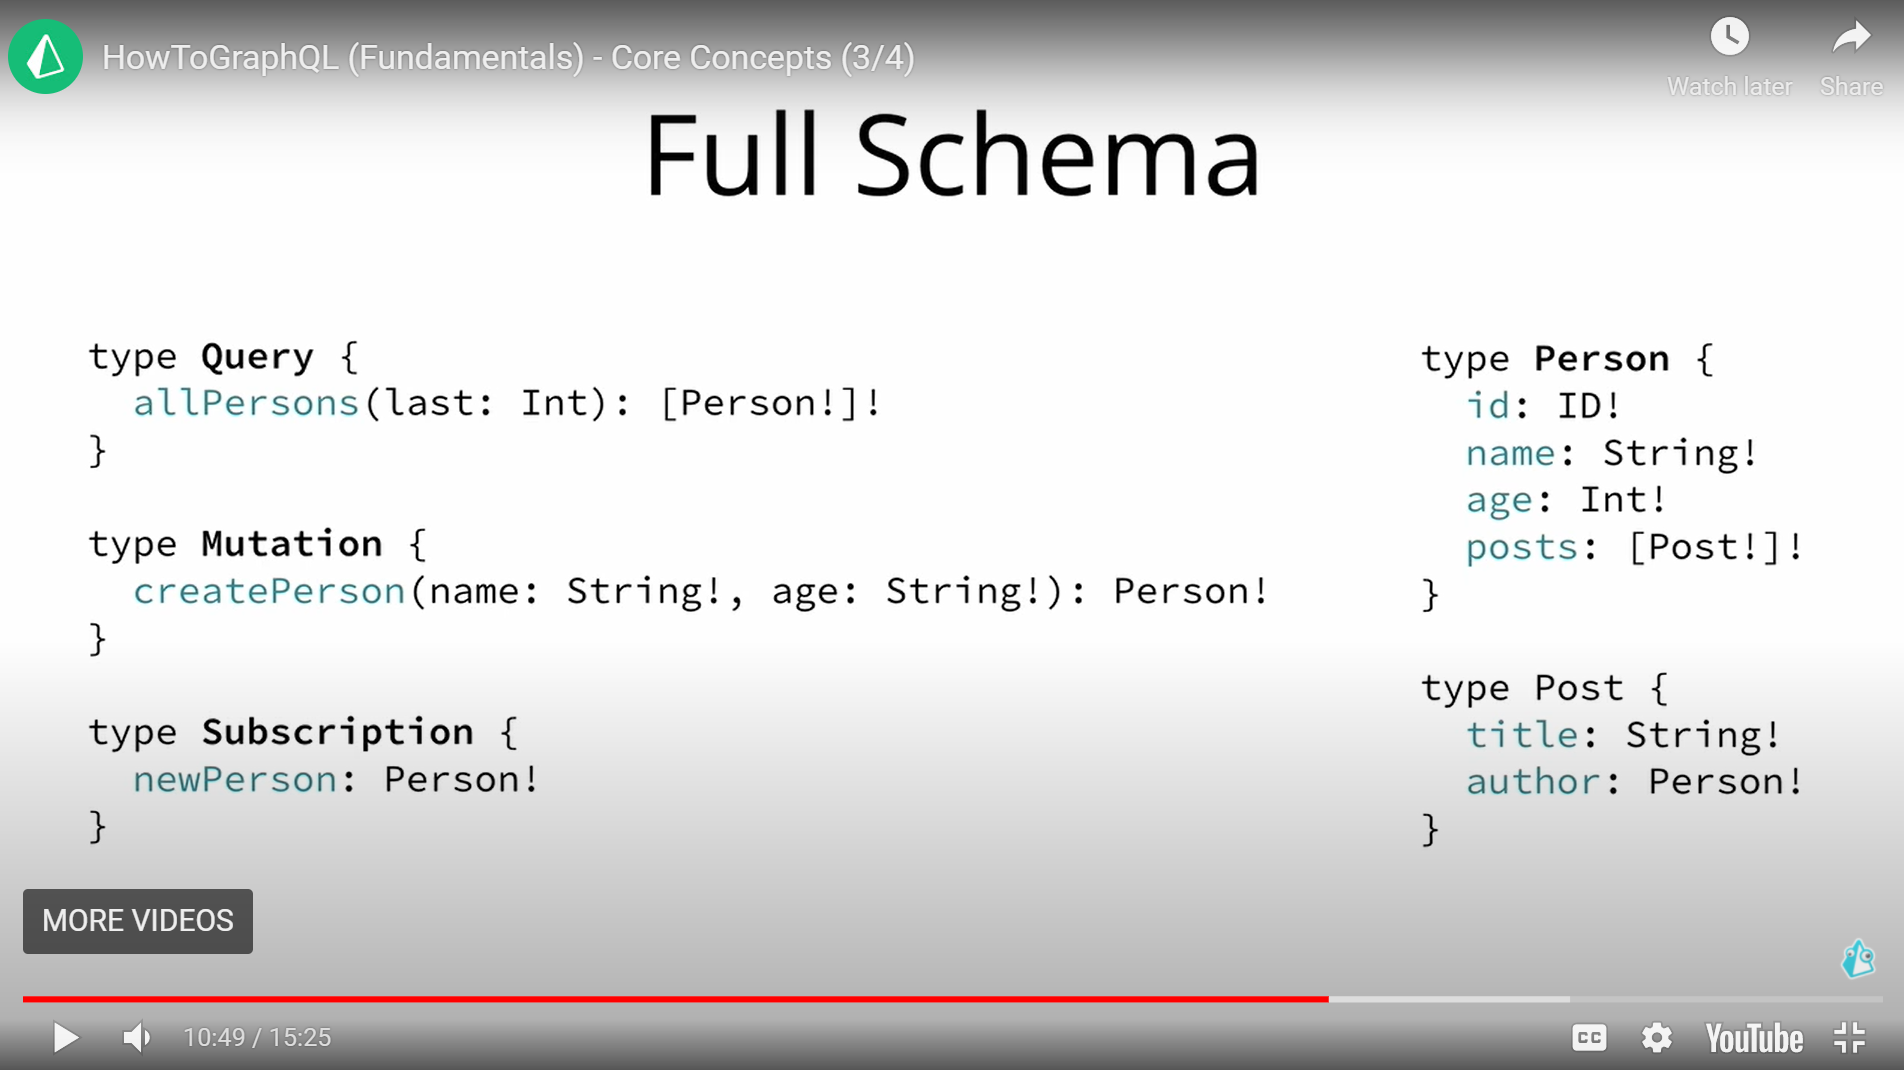 HowToGraphQL (Fundamentals) - Core Concepts (3/4)
Watch later
Share
Full Schema
type Query {
  allPersons(last: Int): [Person!]!
}
type Mutation {
  createPerson(name: String!, age: String!): Person!
}
type Subscription {
  newPerson: Person!
}
type Person {
  id: ID!
  name: String!
  age: Int!
  posts: [Post!]!
}
type Post {
  title: String!
  author: Person!
}
MORE VIDEOS
10:49 / 15:25
CC
YouTube